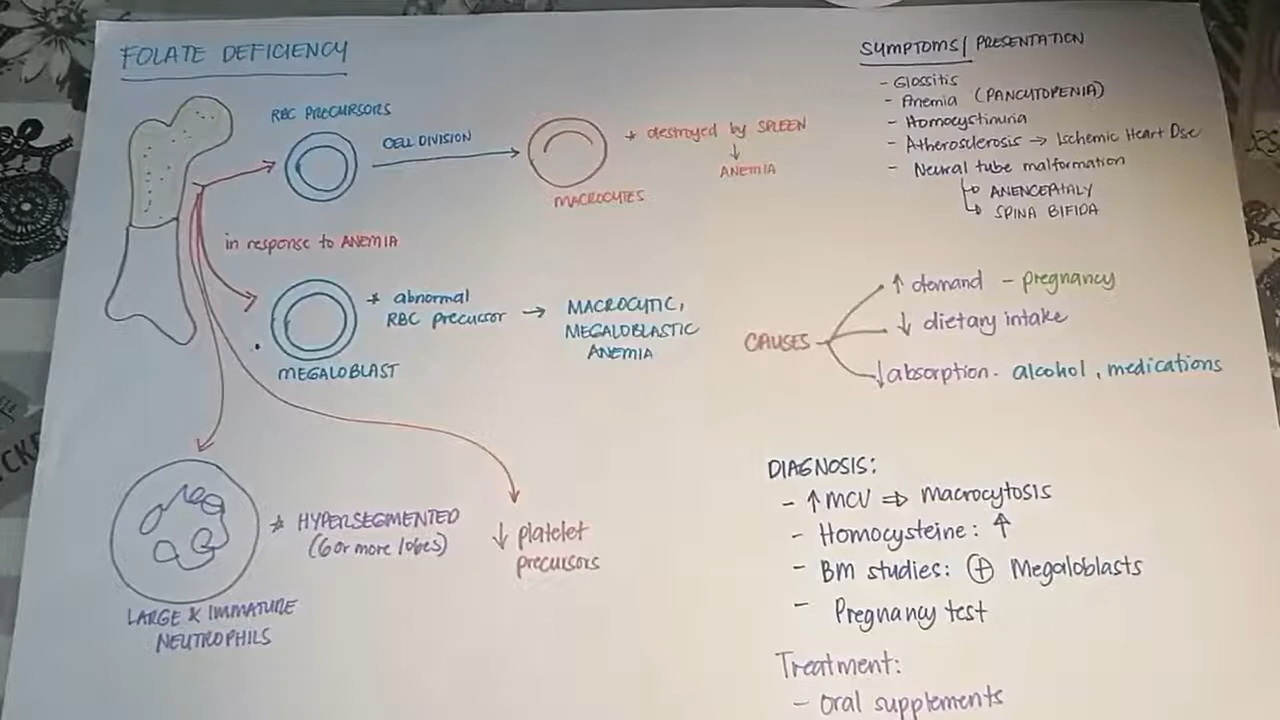 FOLATE DEFICIENCY
RBC PRECURSORS
CELL DIVISION
* destroyed by SPLEEN
↓
ANEMIA
MACROCYTES
in response to ANEMIA
* abnormal
RBC precursor → MACROCYTIC,
MEGALOBLASTIC
ANEMIA
MEGALOBLAST
* HYPERSEGMENTED
(6 or more lobes)
LARGE & IMMATURE
NEUTROPHILS
↓ platelet
precursors
SYMPTOMS/PRESENTATION
- Glossitis
- Anemia (PANCYTOPENIA)
- Homocystinuria
- Atherosclerosis → Ischemic Heart Dse
- Neural tube malformation
↳ ANENCEPHALY
↳ SPINA BIFIDA
CAUSES
↑ demand - pregnancy
↓ dietary intake
↓ absorption. alcohol, medications
DIAGNOSIS:
- ↑ MCV ⇒ Macrocytosis
- Homocysteine: ↑
- BM studies: ⊕ Megaloblasts
- Pregnancy test
Treatment:
- Oral supplements